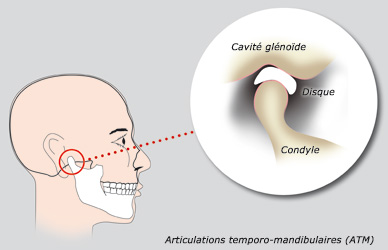 Cavité glénoïde
Disque
Condyle
Articulations temporo-mandibulaires (ATM)